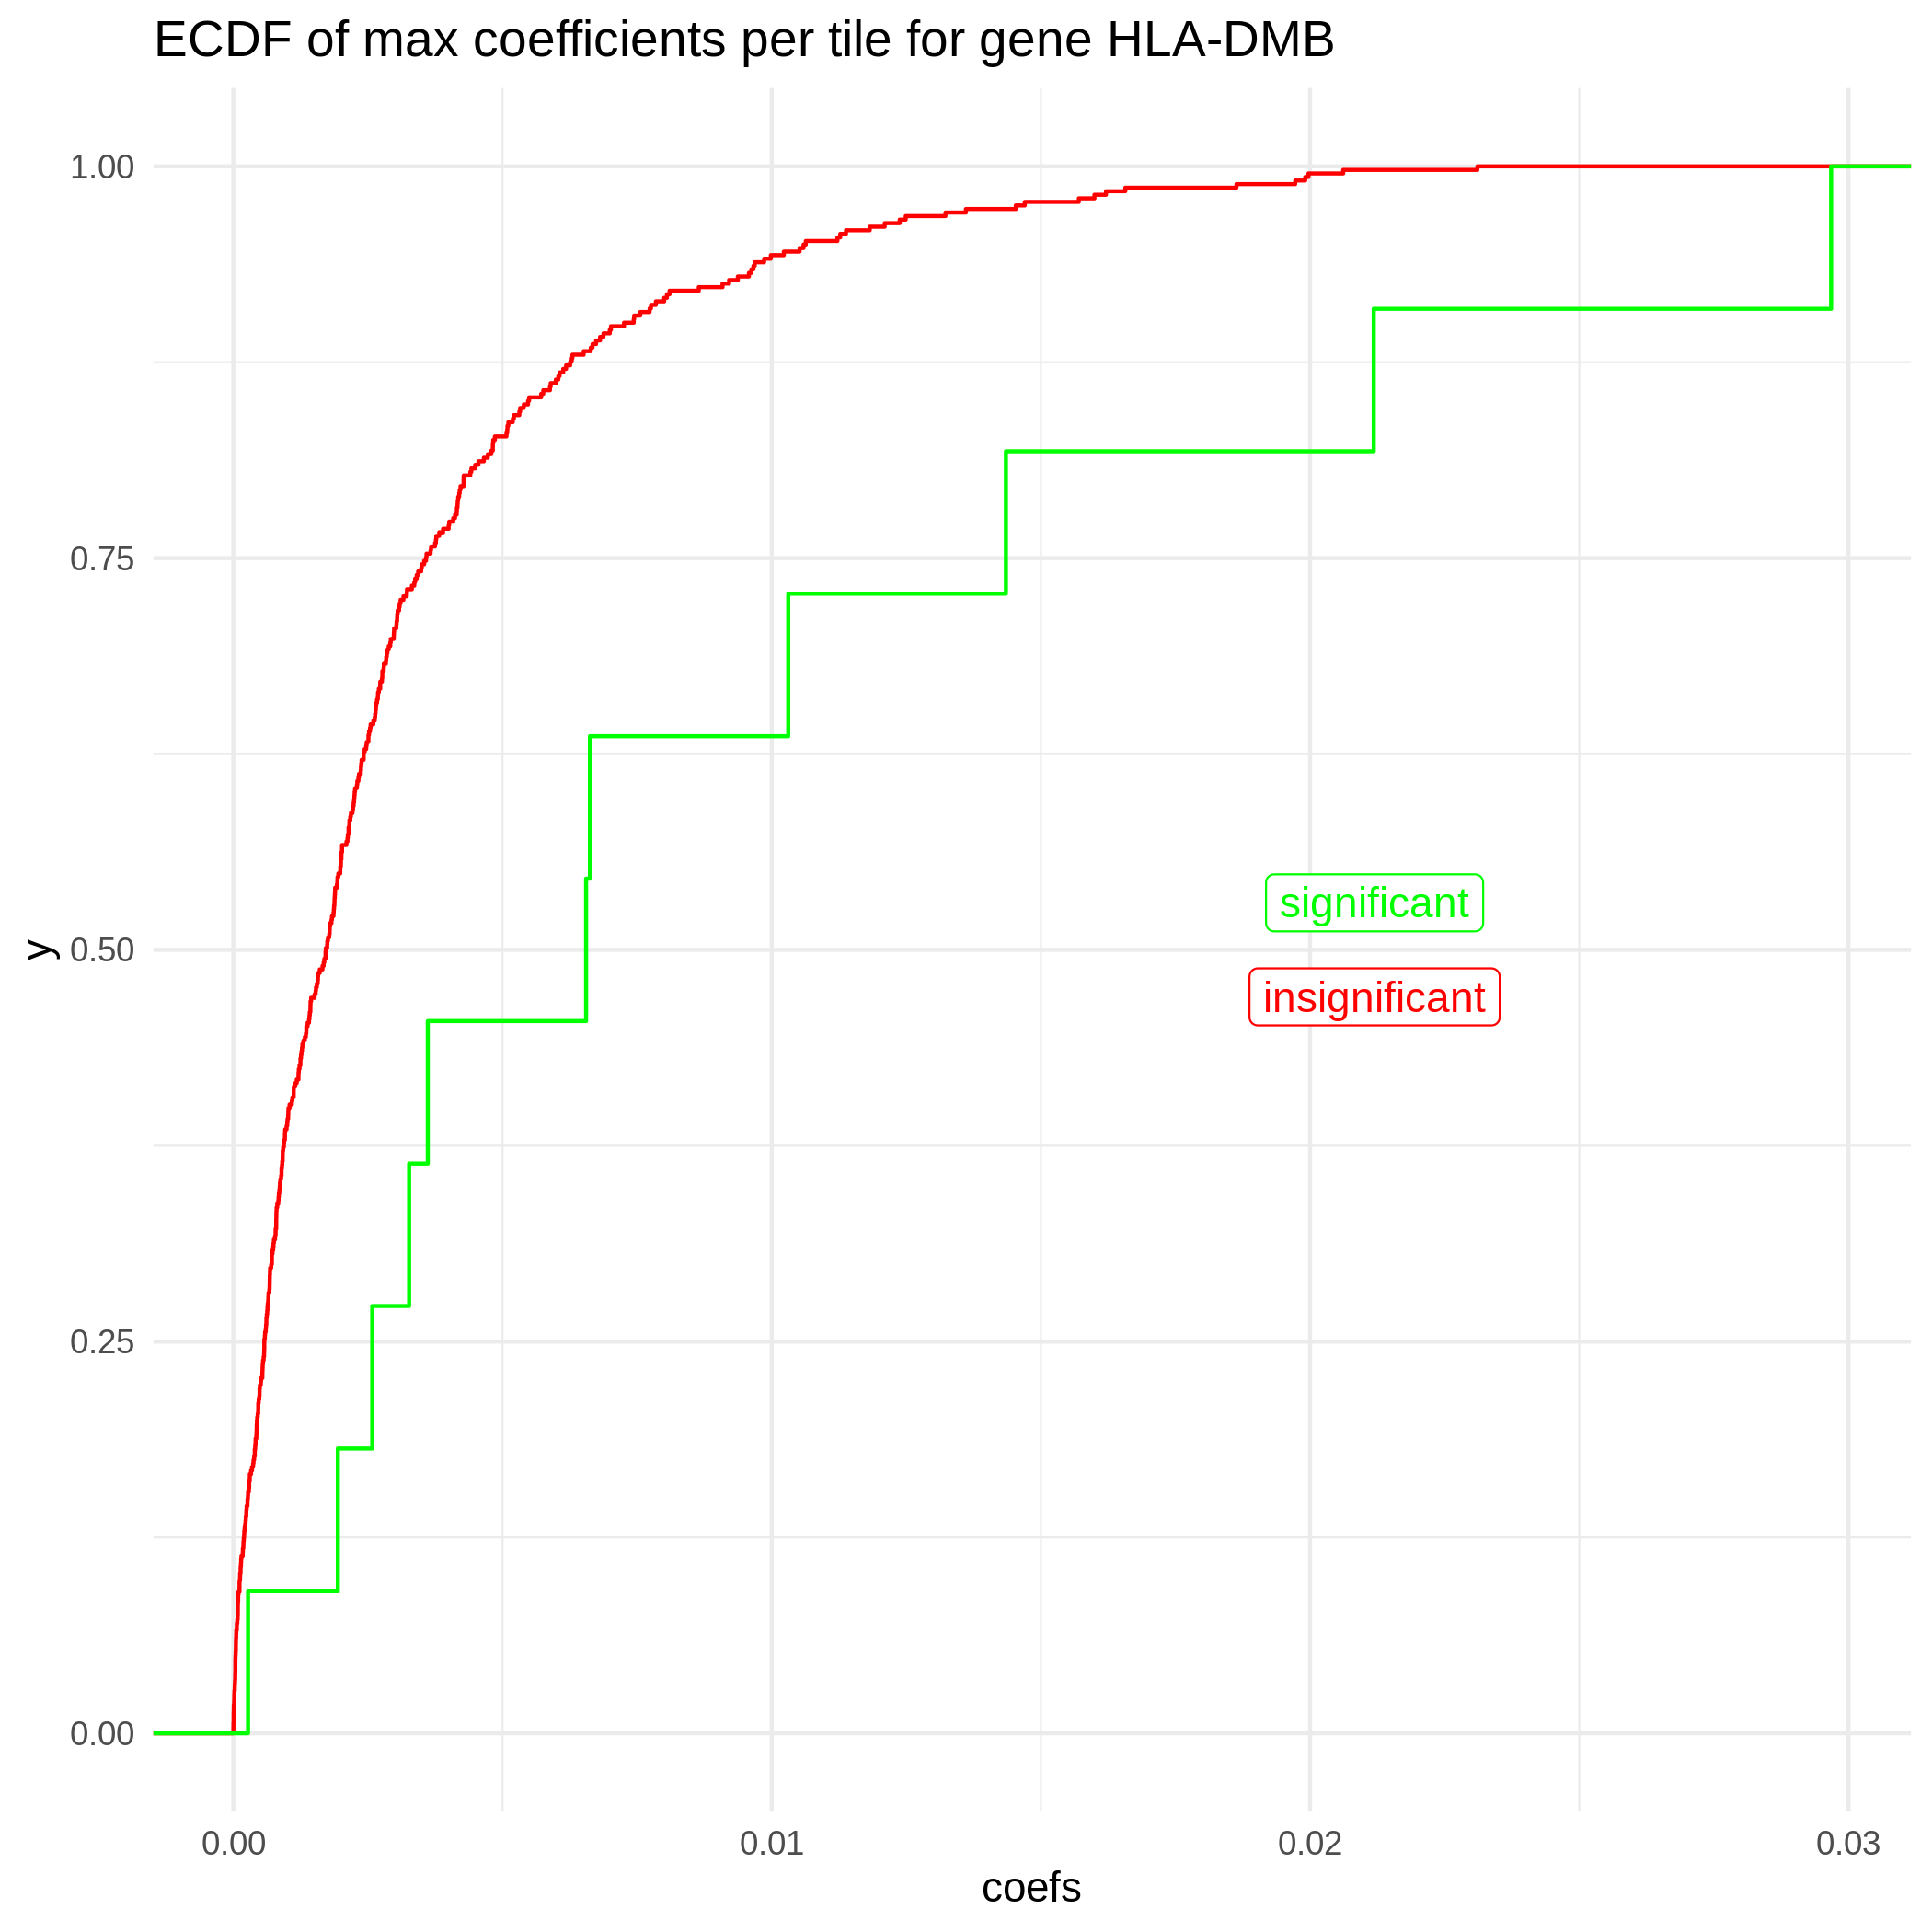 ECDF of max coefficients per tile for gene HLA-DMB
1.00
0.75
0.50
0.25
0.00
y
significant
insignificant
0.00 0.01 0.02 0.03
coefs